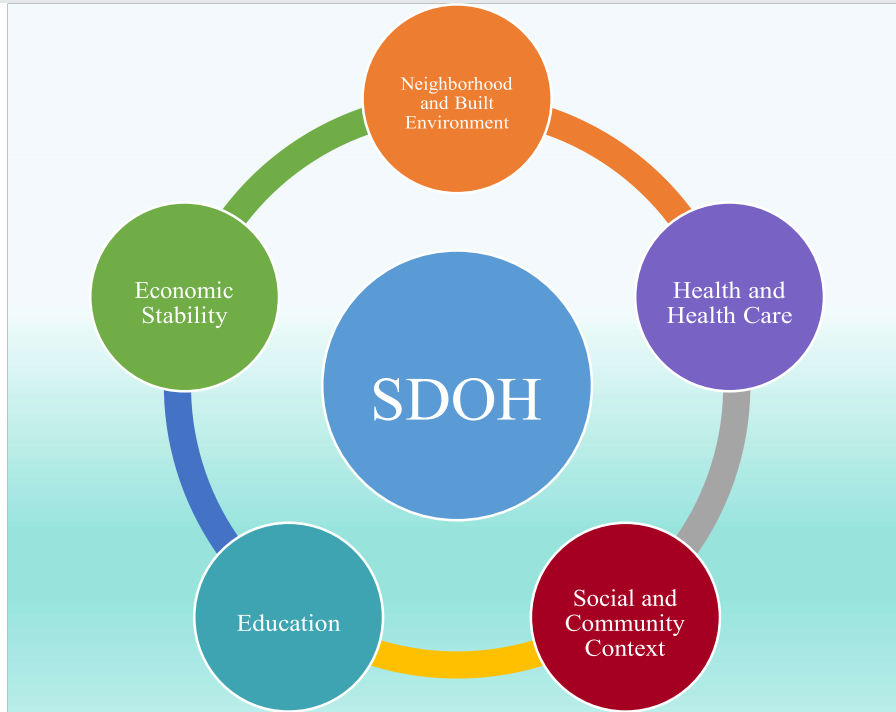 Neighborhood
and Built
Environment
Economic
Stability
Health and
Health Care
SDOH
Education
Social and
Community
Context